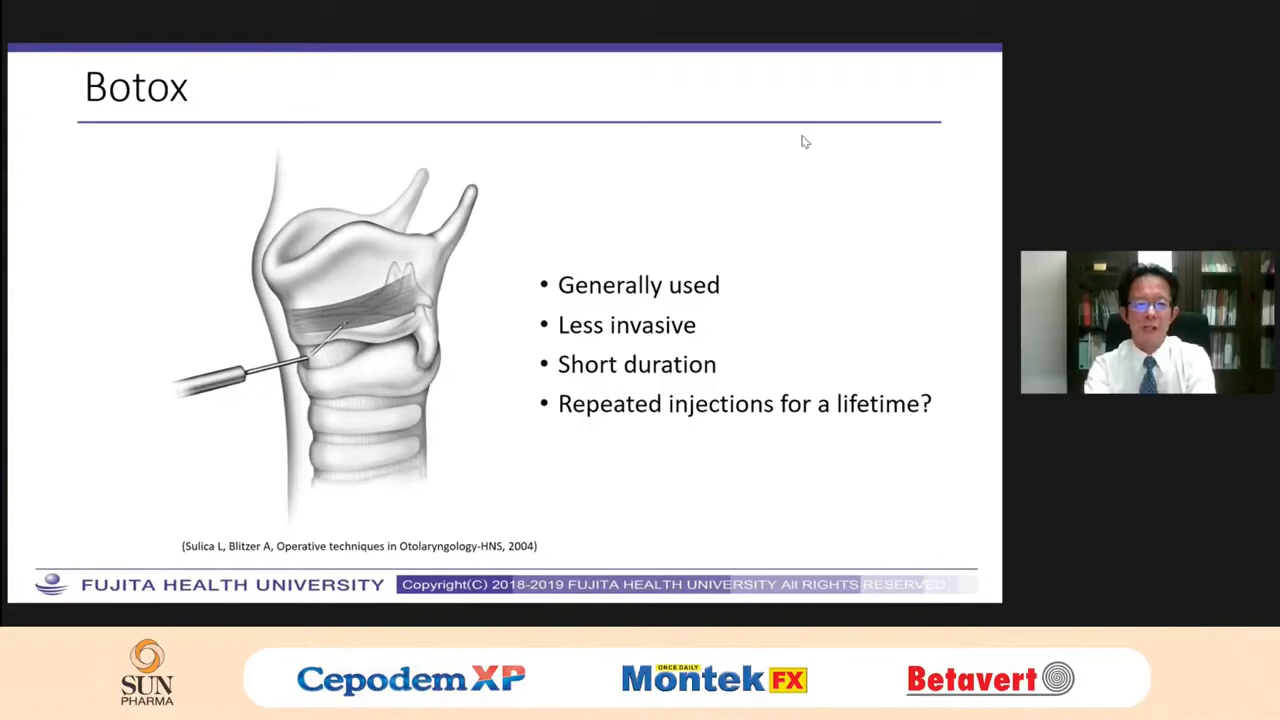 Botox
• Generally used
• Less invasive
• Short duration
• Repeated injections for a lifetime?
(Sulica L, Blitzer A, Operative techniques in Otolaryngology-HNS, 2004)
FUJITA HEALTH UNIVERSITY
Copyright(C) 2018-2019 FUJITA HEALTH UNIVERSITY All RIGHTS RESERVED.
SUN
PHARMA
Cepodem XP
ONCE DAILY
Montek FX
Betavert